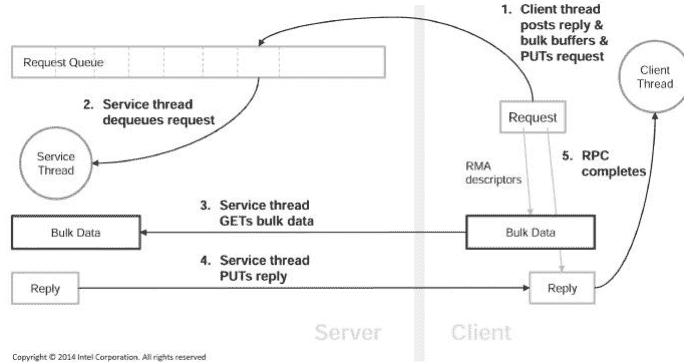 1. Client thread
posts reply &
bulk buffers &
PUTs request
Request Queue
Client
Thread
2. Service thread
dequeues request
Request
Service
Thread
RMA
descriptors
5. RPC
completes
3. Service thread
GETs bulk data
Bulk Data
Bulk Data
4. Service thread
PUTs reply
Reply
Reply
Server
Client
Copyright © 2014 Intel Corporation. All rights reserved